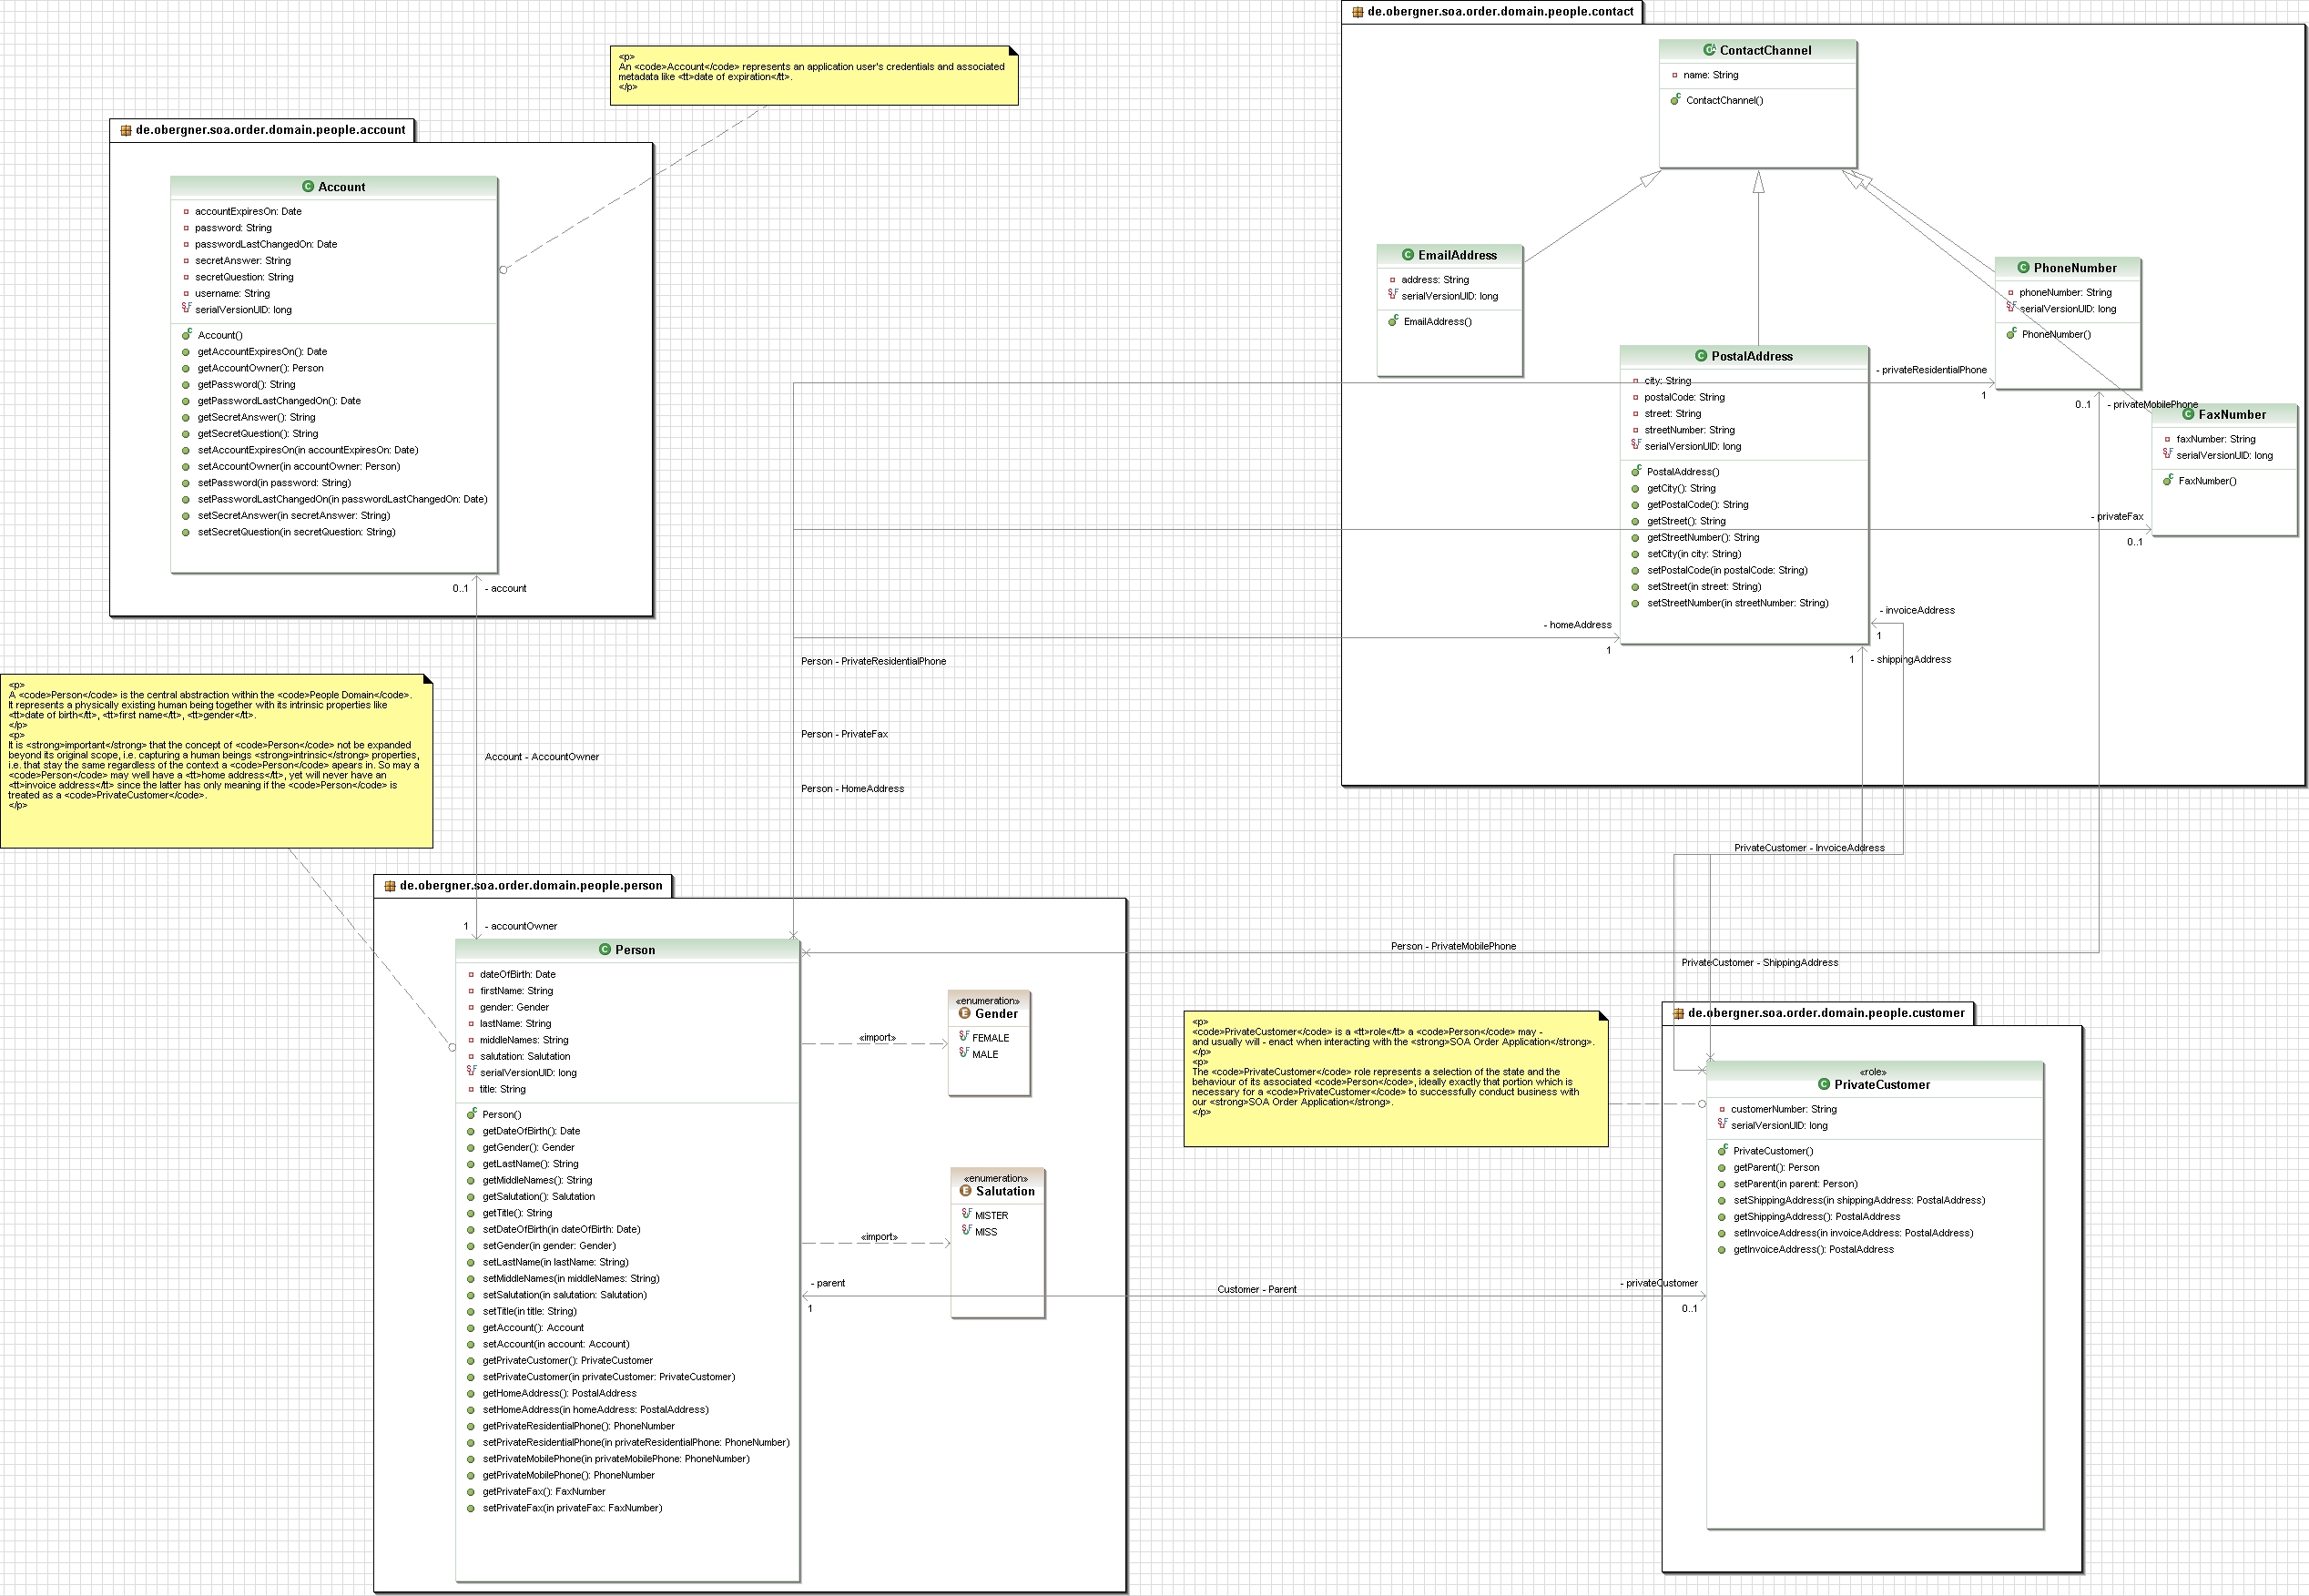 de.obergner.soa.order.domain.people.contact
ContactChannel
name: String
ContactChannel()
<p>
An <code>Account</code> represents an application user's credentials and associated
metadata like <tt>date of expiration</tt>.
</p>
de.obergner.soa.order.domain.people.account
Account
accountExpiresOn: Date
password: String
passwordLastChangedOn: Date
secretAnswer: String
secretQuestion: String
username: String
serialVersionUID: long
Account()
getAccountExpiresOn(): Date
getAccountOwner(): Person
getPassword(): String
getPasswordLastChangedOn(): Date
getSecretAnswer(): String
getSecretQuestion(): String
setAccountExpiresOn(in accountExpiresOn: Date)
setAccountOwner(in accountOwner: Person)
setPassword(in password: String)
setPasswordLastChangedOn(in passwordLastChangedOn: Date)
setSecretAnswer(in secretAnswer: String)
setSecretQuestion(in secretQuestion: String)
0..1 - account
EmailAddress
address: String
serialVersionUID: long
EmailAddress()
PhoneNumber
phoneNumber: String
serialVersionUID: long
PhoneNumber()
PostalAddress
city: String
postalCode: String
street: String
streetNumber: String
serialVersionUID: long
PostalAddress()
getCity(): String
getPostalCode(): String
getStreet(): String
getStreetNumber(): String
setCity(in city: String)
setPostalCode(in postalCode: String)
setStreet(in street: String)
setStreetNumber(in streetNumber: String)
- privateResidentialPhone
1
0..1 - privateMobilePhone
FaxNumber
faxNumber: String
serialVersionUID: long
FaxNumber()
- privateFax
0..1
- homeAddress
1
- invoiceAddress
1
1 - shippingAddress
Person - PrivateResidentialPhone
Person - PrivateFax
Person - HomeAddress
Account - AccountOwner
<p>
A <code>Person</code> is the central abstraction within the <code>People Domain</code>.
It represents a physically existing human being together with its intrinsic properties like
<tt>date of birth</tt>, <tt>first name</tt>, <tt>gender</tt>.
</p>
<p>
It is <strong>important</strong> that the concept of <code>Person</code> not be expanded
beyond its original scope, i.e. capturing a human beings <strong>intrinsic</strong> properties,
i.e. that stay the same regardless of the context a <code>Person</code> apears in. So may a
<code>Person</code> may well have a <tt>home address</tt>, yet will never have an
<tt>invoice address</tt> since the latter has only meaning if the <code>Person</code> is
treated as a <code>PrivateCustomer</code>.
</p>
PrivateCustomer - InvoiceAddress
Person - PrivateMobilePhone
PrivateCustomer - ShippingAddress
de.obergner.soa.order.domain.people.person
1 - accountOwner
Person
dateOfBirth: Date
firstName: String
gender: Gender
lastName: String
middleNames: String
salutation: Salutation
serialVersionUID: long
title: String
Person()
getDateOfBirth(): Date
getGender(): Gender
getLastName(): String
getMiddleNames(): String
getSalutation(): Salutation
getTitle(): String
setDateOfBirth(in dateOfBirth: Date)
setGender(in gender: Gender)
setLastName(in lastName: String)
setMiddleNames(in middleNames: String)
setSalutation(in salutation: Salutation)
setTitle(in title: String)
getAccount(): Account
setAccount(in account: Account)
getPrivateCustomer(): PrivateCustomer
setPrivateCustomer(in privateCustomer: PrivateCustomer)
getHomeAddress(): PostalAddress
setHomeAddress(in homeAddress: PostalAddress)
getPrivateResidentialPhone(): PhoneNumber
setPrivateResidentialPhone(in privateResidentialPhone: PhoneNumber)
setPrivateMobilePhone(in privateMobilePhone: PhoneNumber)
getPrivateMobilePhone(): PhoneNumber
getPrivateFax(): FaxNumber
setPrivateFax(in privateFax: FaxNumber)
«import»
«enumeration»
Gender
FEMALE
MALE
«import»
«enumeration»
Salutation
MISTER
MISS
- parent
1
Customer - Parent
- privateCustomer
0..1
<p>
<code>PrivateCustomer</code> is a <tt>role</tt> a <code>Person</code> may -
and usually will - enact when interacting with the <strong>SOA Order Application</strong>.
</p>
<p>
The <code>PrivateCustomer</code> role represents a selection of the state and the
behaviour of its associated <code>Person</code>, ideally exactly that portion which is
necessary for a <code>PrivateCustomer</code> to successfully conduct business with
our <strong>SOA Order Application</strong>.
</p>
de.obergner.soa.order.domain.people.customer
«role»
PrivateCustomer
customerNumber: String
serialVersionUID: long
PrivateCustomer()
getParent(): Person
setParent(in parent: Person)
setShippingAddress(in shippingAddress: PostalAddress)
getShippingAddress(): PostalAddress
setInvoiceAddress(in invoiceAddress: PostalAddress)
getInvoiceAddress(): PostalAddress